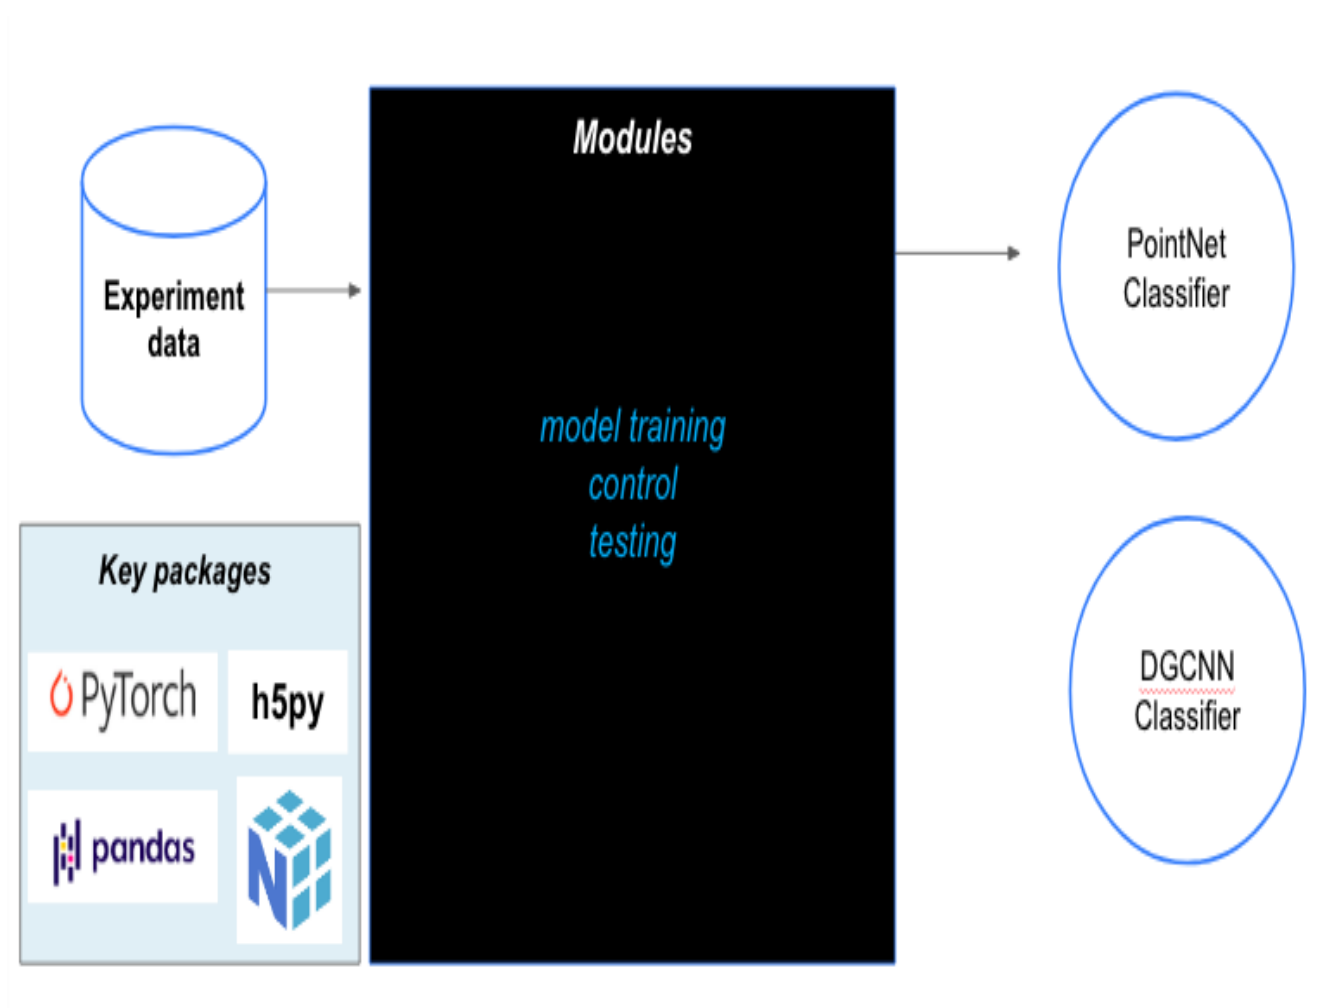 Modules
Experiment
data
model training
control
testing
PointNet
Classifier
Key packages
PyTorch
h5py
pandas
DGCNN
Classifier